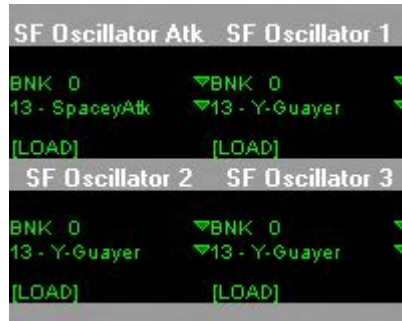 SF Oscillator Atk SF Oscillator 1
BNK 0 BNK 0
13 - SpaceyAtk 13 - Y-Guayer
[LOAD] [LOAD]
SF Oscillator 2 SF Oscillator 3
BNK 0 BNK 0
13 - Y-Guayer 13 - Y-Guayer
[LOAD] [LOAD]